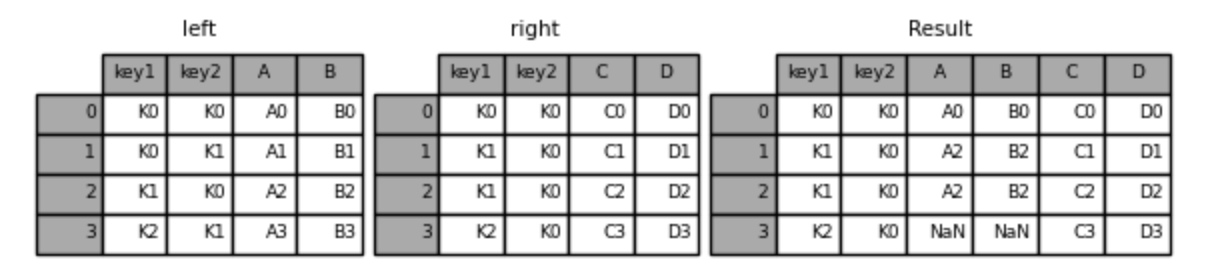 left right Result
key1 key2 A B key1 key2 C D key1 key2 A B C D
0 K0 K0 A0 B0 0 K0 K0 C0 D0 0 K0 K0 A0 B0 C0 D0
1 K0 K1 A1 B1 1 K1 K0 C1 D1 1 K1 K0 A2 B2 C1 D1
2 K1 K0 A2 B2 2 K1 K0 C2 D2 2 K1 K0 A2 B2 C2 D2
3 K2 K1 A3 B3 3 K2 K0 C3 D3 3 K2 K0 NaN NaN C3 D3